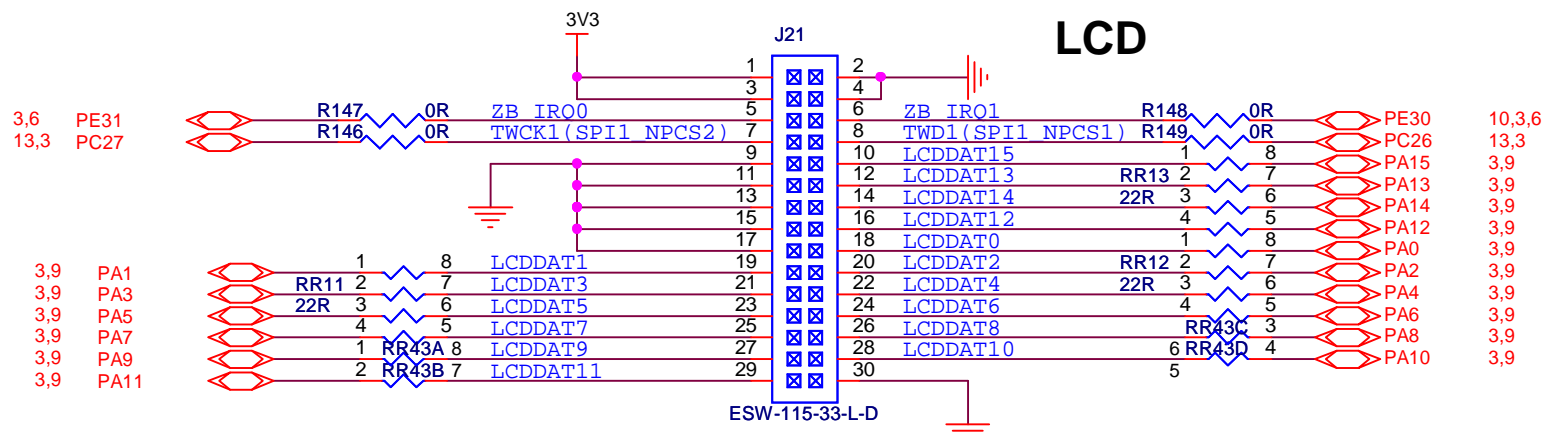 3V3
J21
LCD
1 2
3 4
3,6 PE31 R147 0R ZB_IRQ0 5 6 ZB_IRQ1 R148 0R PE30 10,3,6
13,3 PC27 R146 0R TWCK1(SPI1_NPCS2) 7 8 TWD1(SPI1_NPCS1) R149 0R PC26 13,3
9 10 LCDDAT15 1 8 PA15 3,9
11 12 LCDDAT13 RR13 2 7 PA13 3,9
13 14 LCDDAT14 22R 3 6 PA14 3,9
15 16 LCDDAT12 4 5 PA12 3,9
17 18 LCDDAT0 1 8 PA0 3,9
3,9 PA1 1 8 LCDDAT1 19 20 LCDDAT2 RR12 2 7 PA2 3,9
3,9 PA3 RR11 2 7 LCDDAT3 21 22 LCDDAT4 22R 3 6 PA4 3,9
3,9 PA5 22R 3 6 LCDDAT5 23 24 LCDDAT6 4 5 PA6 3,9
3,9 PA7 4 5 LCDDAT7 25 26 LCDDAT8 RR43C 3 PA8 3,9
3,9 PA9 1 RR43A 8 LCDDAT9 27 28 LCDDAT10 6 RR43D 4 PA10 3,9
3,9 PA11 2 RR43B 7 LCDDAT11 29 30 5
ESW-115-33-L-D